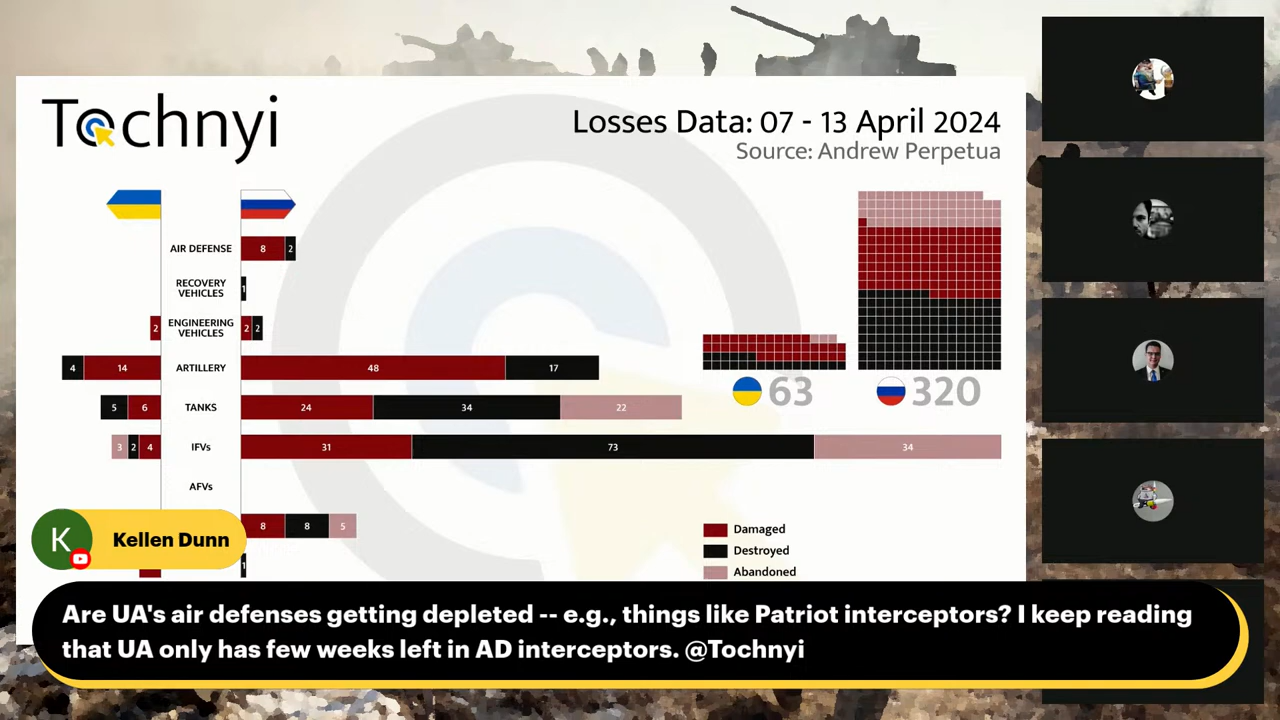 Tochnyi
Losses Data: 07 - 13 April 2024
Source: Andrew Perpetua
AIR DEFENSE 8 2
RECOVERY
VEHICLES 1
2 ENGINEERING
VEHICLES 2 2
4 14 ARTILLERY 48 17
5 6 TANKS 24 34 22
3 2 4 IFVs 31 73 34
AFVs
8 8 5
1
63
320
Damaged
Destroyed
Abandoned
K Kellen Dunn
Are UA's air defenses getting depleted -- e.g., things like Patriot interceptors? I keep reading
that UA only has few weeks left in AD interceptors. @Tochnyi